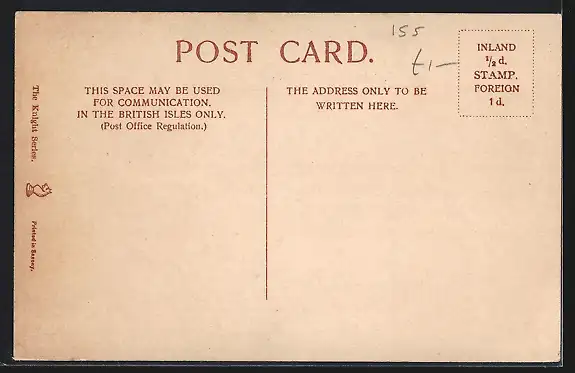 155
£1—
POST CARD.
THIS SPACE MAY BE USED
FOR COMMUNICATION,
IN THE BRITISH ISLES ONLY.
(Post Office Regulation.)
THE ADDRESS ONLY TO BE
WRITTEN HERE.
INLAND
½ d.
STAMP.
FOREIGN
1 d.
The Knight Series.
Printed in Saxony.